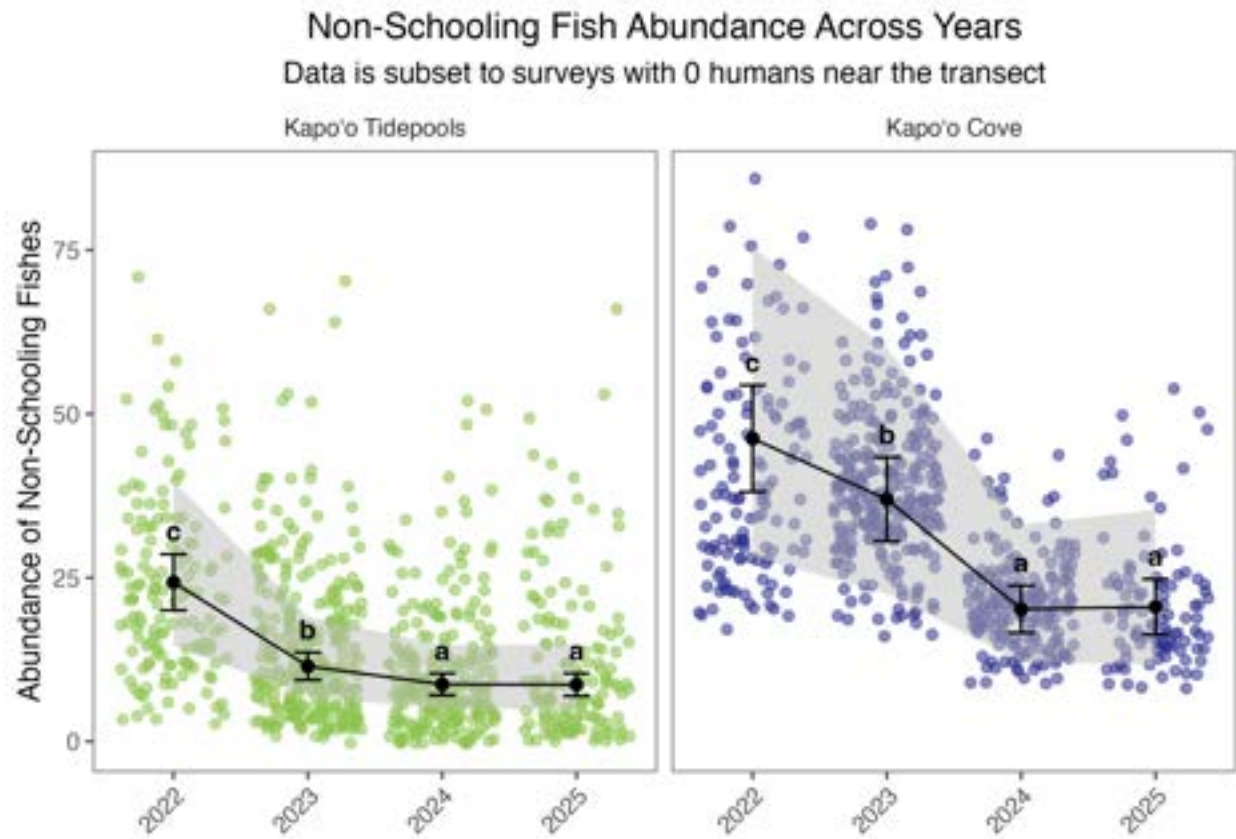 Non-Schooling Fish Abundance Across Years
Data is subset to surveys with 0 humans near the transect
Kapo'o Tidepools
Kapo'o Cove
Abundance of Non-Schooling Fishes
75
50
25
0
c
b
a
a
c
b
a
a
2022
2023
2024
2025
2022
2023
2024
2025